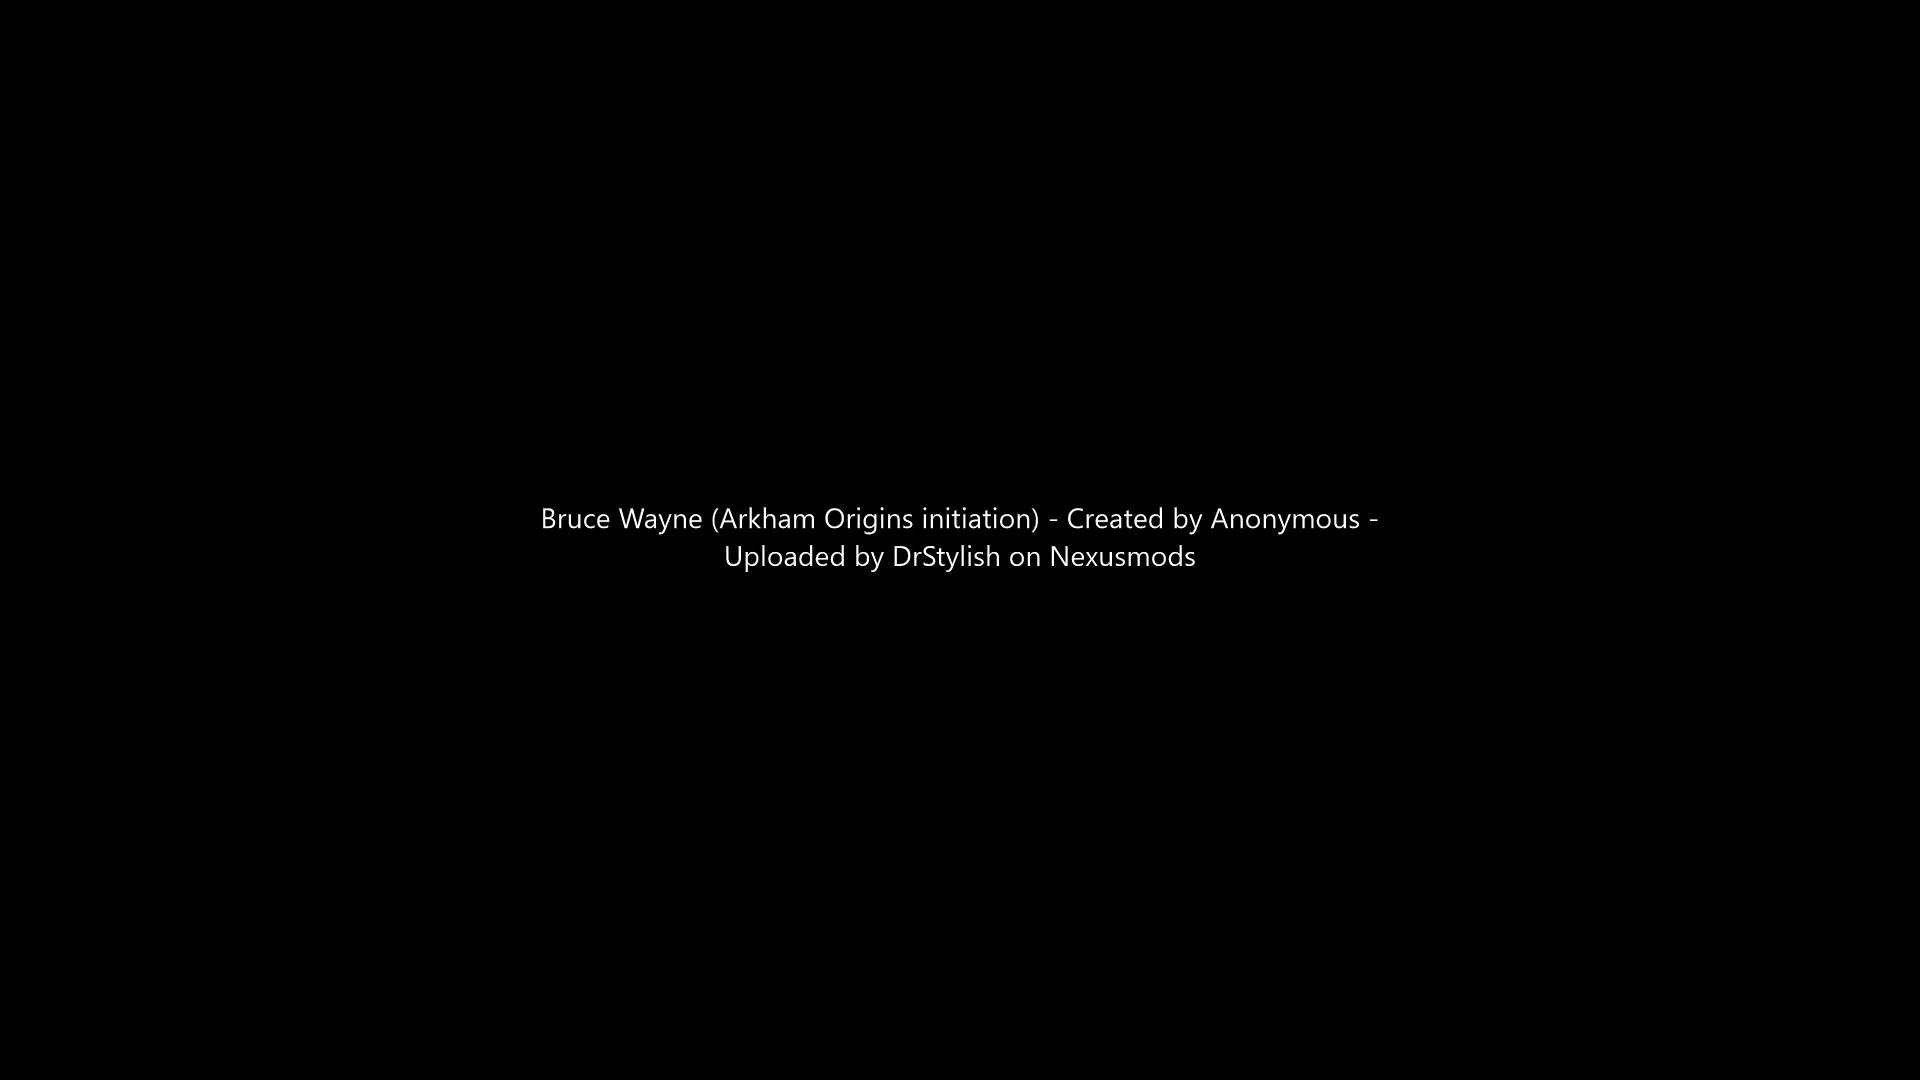 Bruce Wayne (Arkham Origins initiation) - Created by Anonymous -
Uploaded by DrStylish on Nexusmods